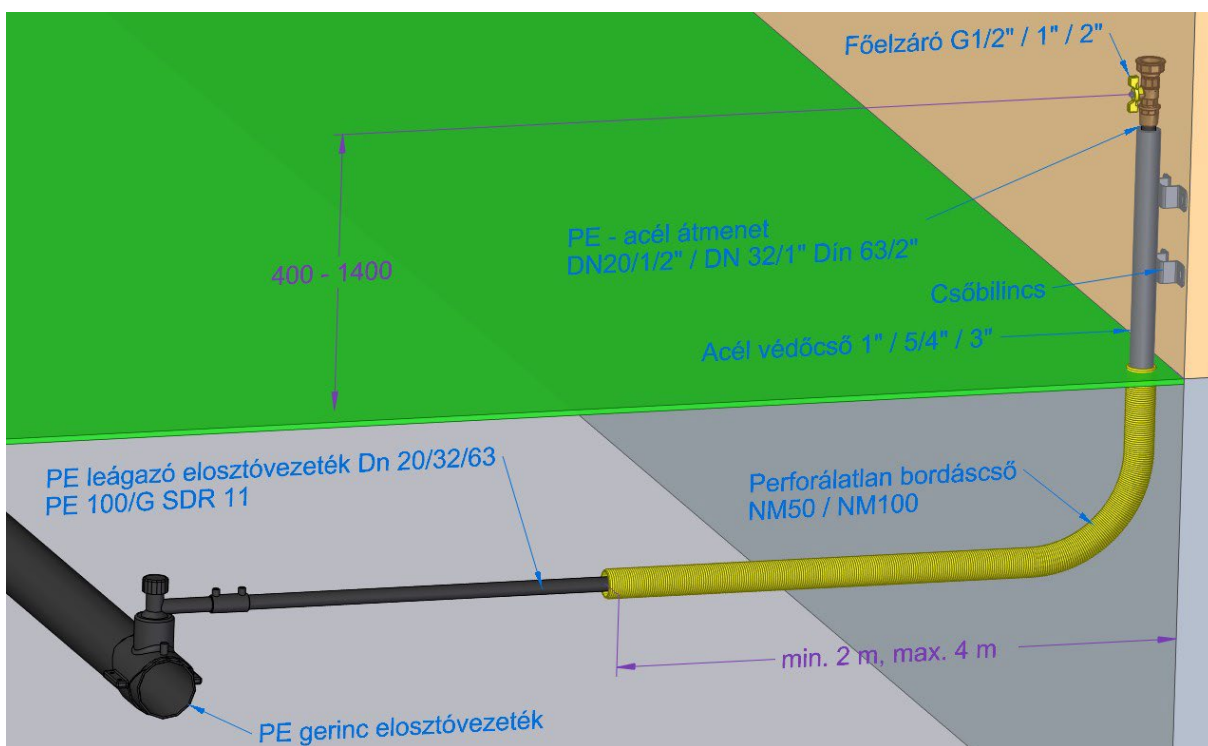 Főelzáró G1/2" / 1" / 2"
PE - acél átmenet
DN20/1/2" / DN 32/1" Dín 63/2"
400 - 1400
Csőbilincs
Acél védőcső 1" / 5/4" / 3"
PE leágazó elosztóvezeték Dn 20/32/63
PE 100/G SDR 11
Perforálatlan bordáscső
NM50 / NM100
min. 2 m, max. 4 m
PE gerinc elosztóvezeték